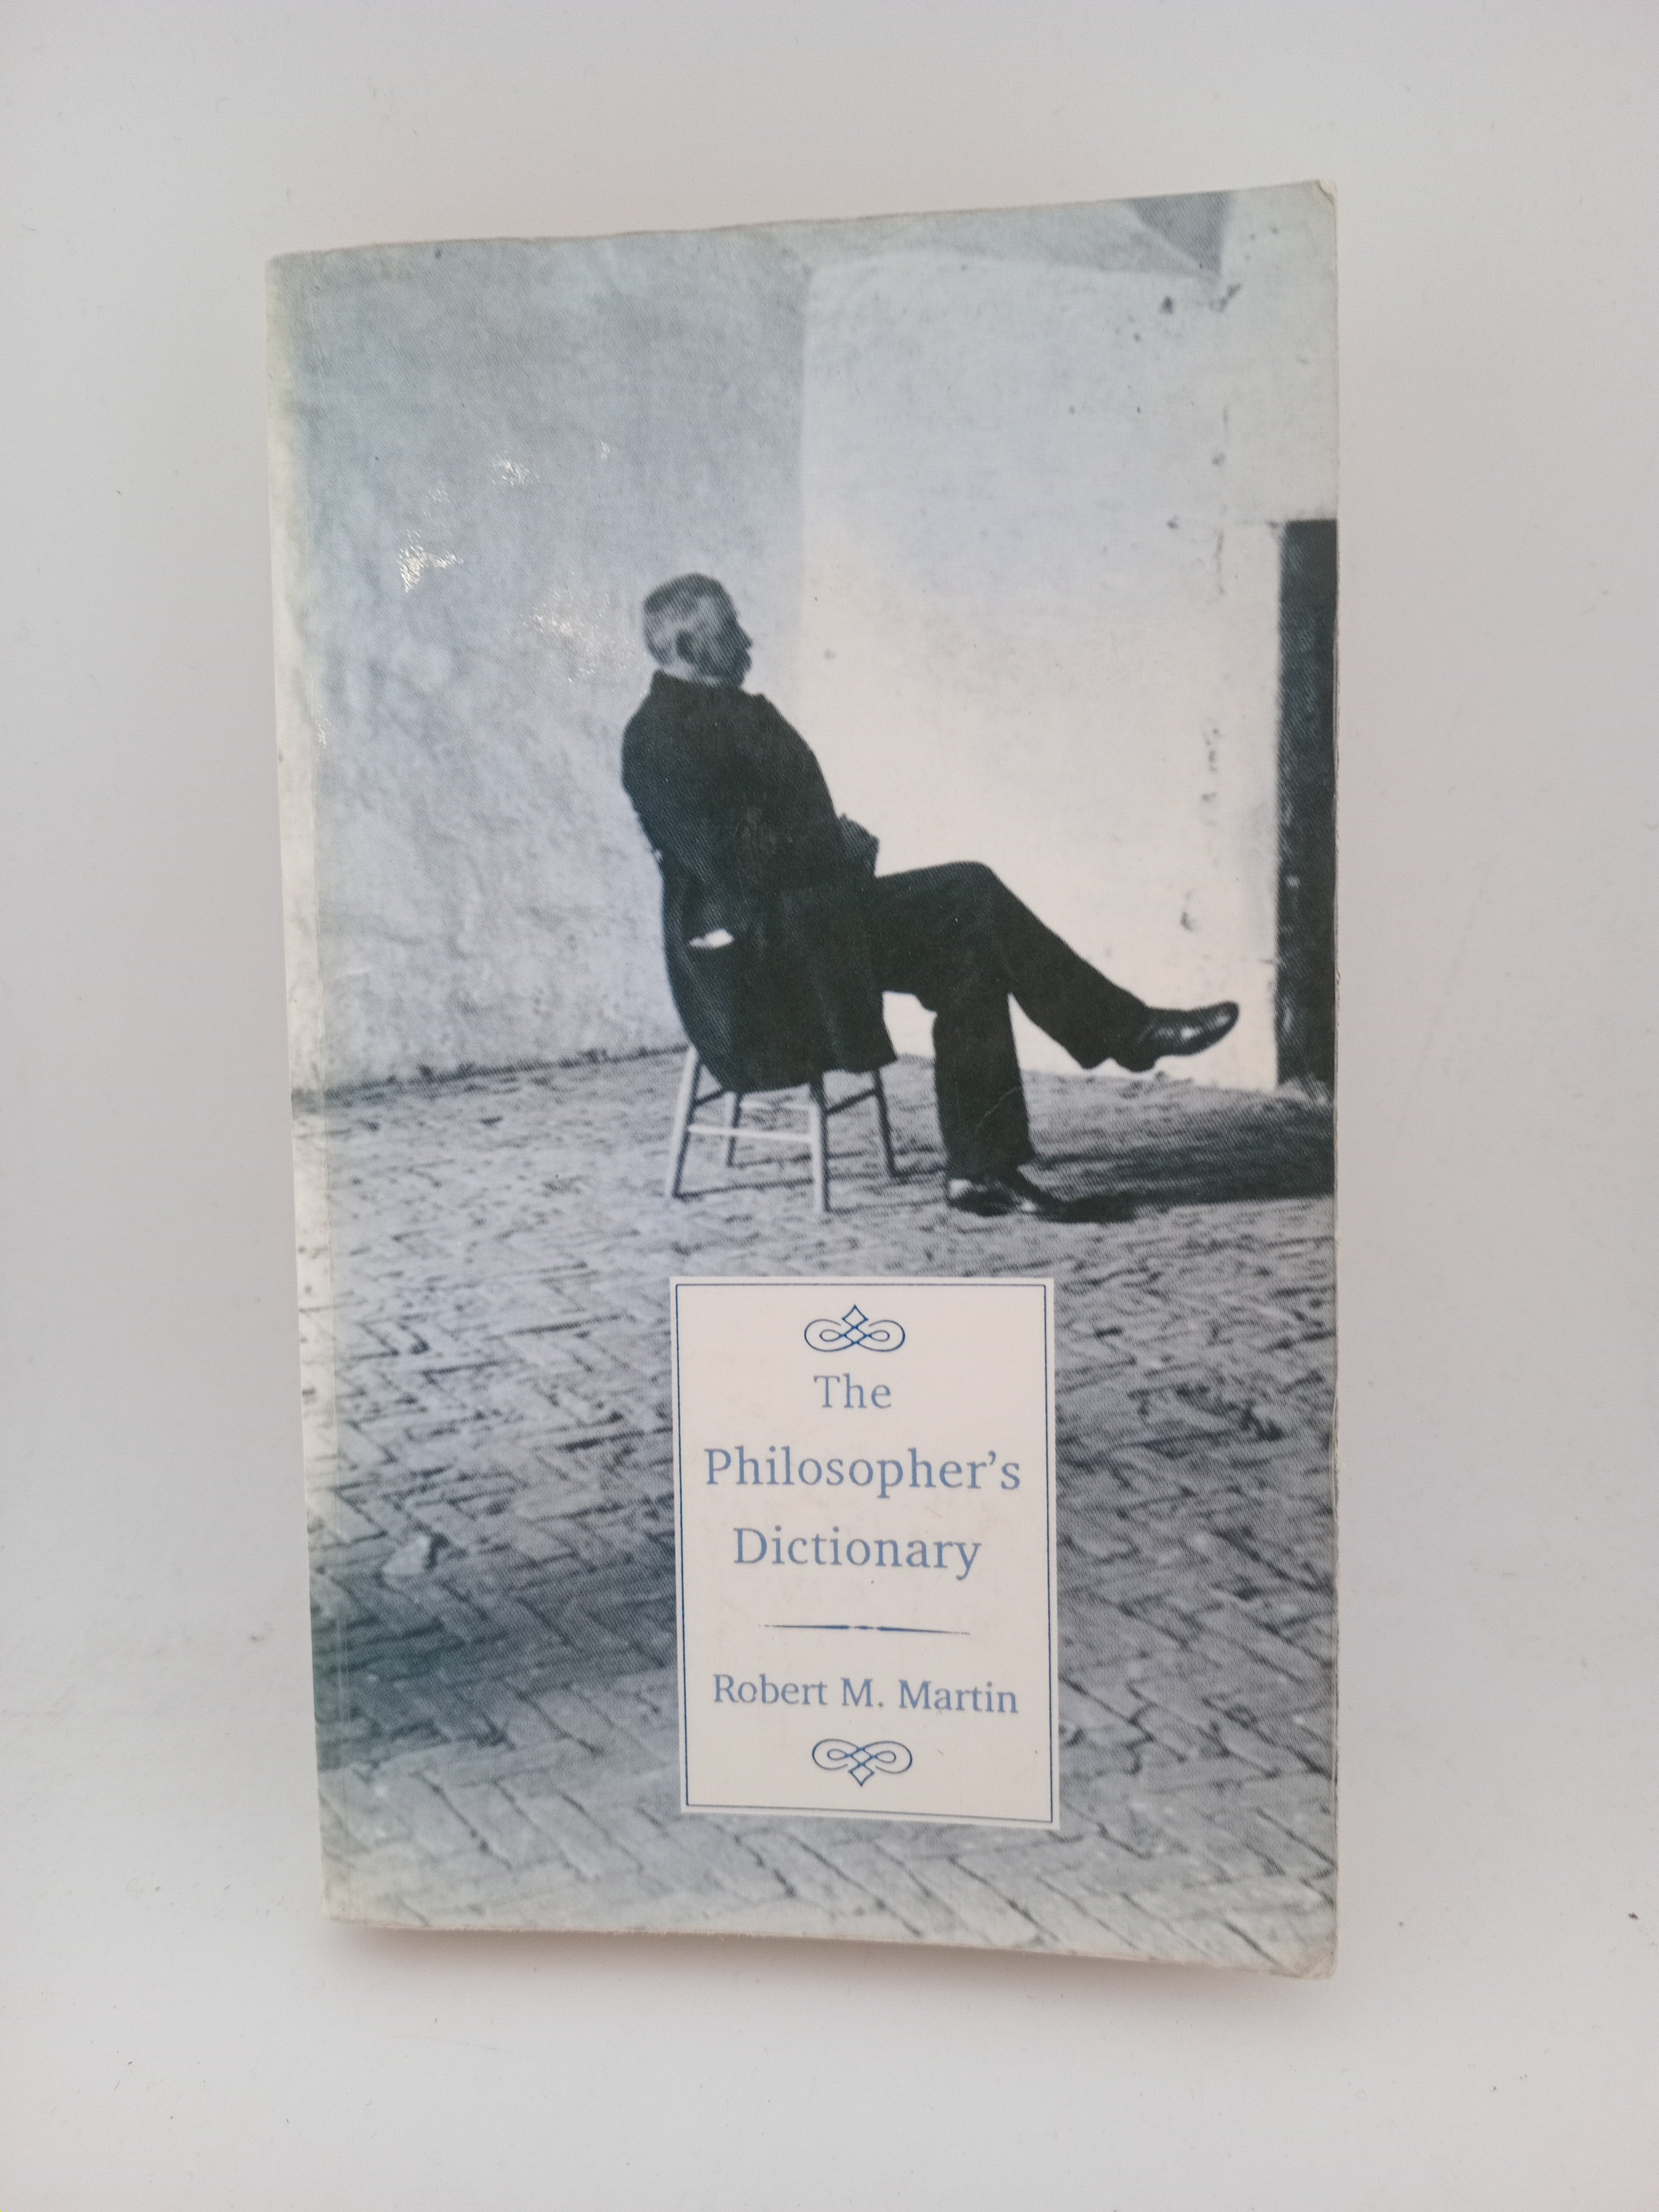 The
Philosopher’s
Dictionary
Robert M. Martin